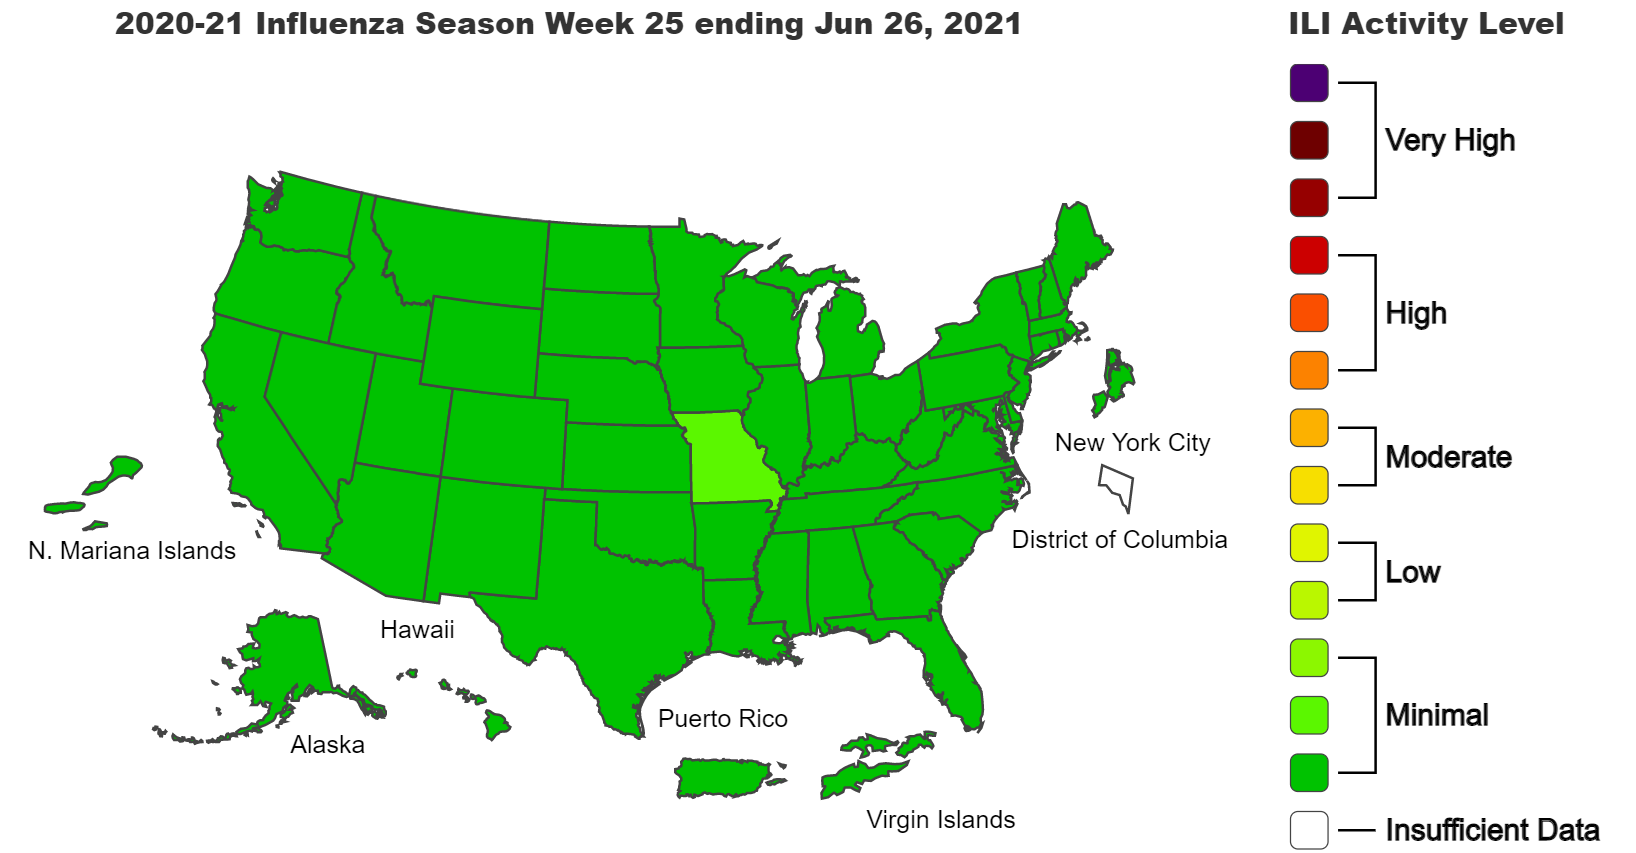 2020-21 Influenza Season Week 25 ending Jun 26, 2021
ILI Activity Level
Very High
High
Moderate
Low
Minimal
Insufficient Data
New York City
District of Columbia
N. Mariana Islands
Hawaii
Alaska
Puerto Rico
Virgin Islands